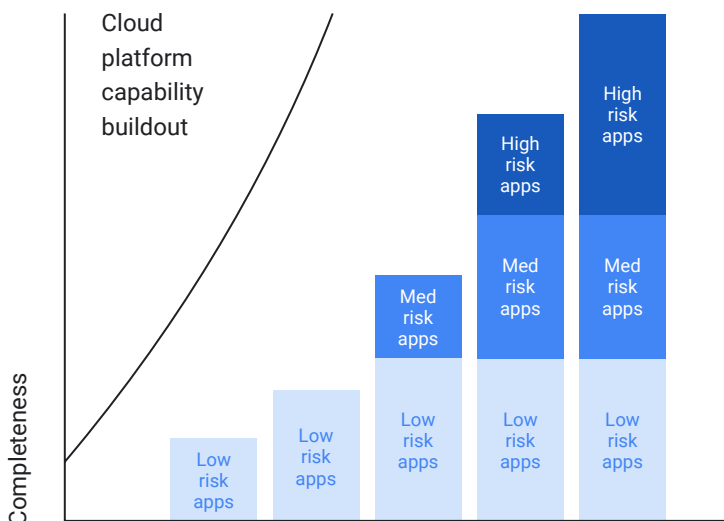 Cloud
platform
capability
buildout
Completeness
Low
risk
apps
Low
risk
apps
Med
risk
apps
Low
risk
apps
High
risk
apps
Med
risk
apps
Low
risk
apps
High
risk
apps
Med
risk
apps
Low
risk
apps